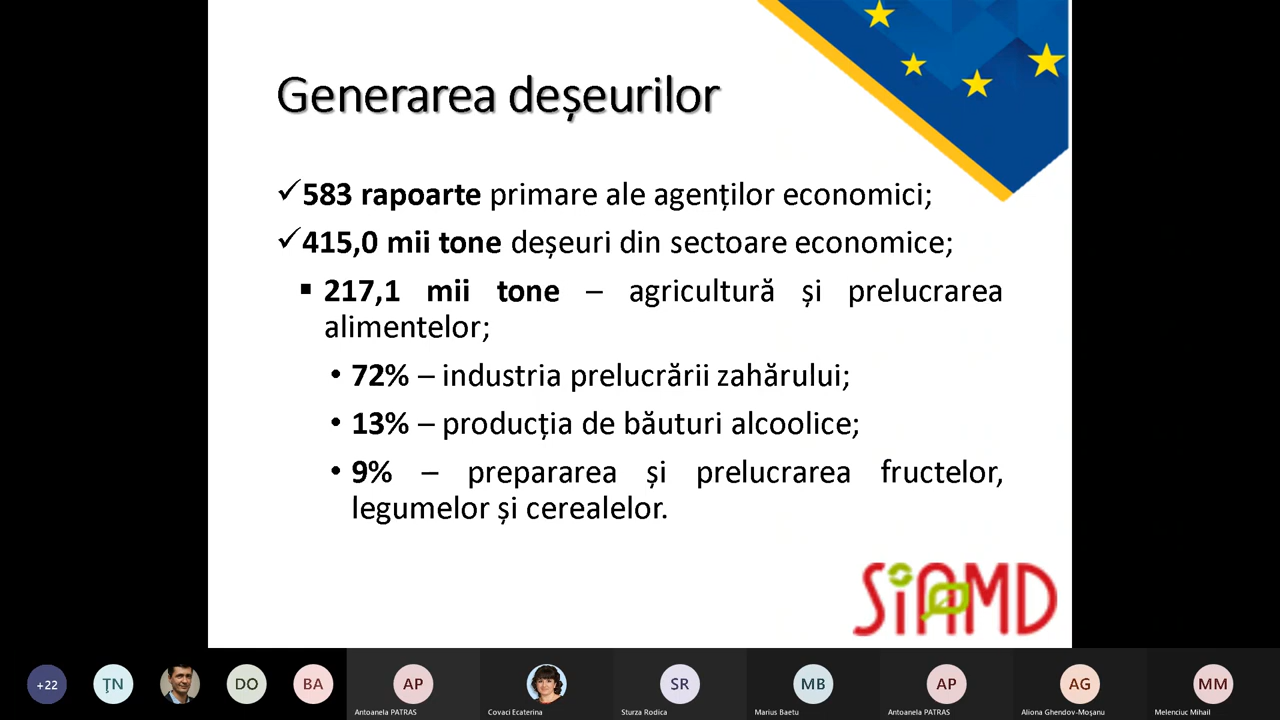 Generarea deșeurilor
✓583 rapoarte primare ale agenților economici;
✓415,0 mii tone deșeuri din sectoare economice;
▪ 217,1 mii tone – agricultură și prelucrarea
alimentelor;
• 72% – industria prelucrării zahărului;
• 13% – producția de băuturi alcoolice;
• 9% – prepararea și prelucrarea fructelor,
legumelor și cerealelor.
SiAMD
+22
ŢN
DO
BA
AP
SR
MB
AP
AG
MM
Antoanela PATRAS
Covaci Ecaterina
Sturza Rodica
Marius Baetu
Antoanela PATRAS
Aliona Ghendov-Moşanu
Melenciuc Mihail